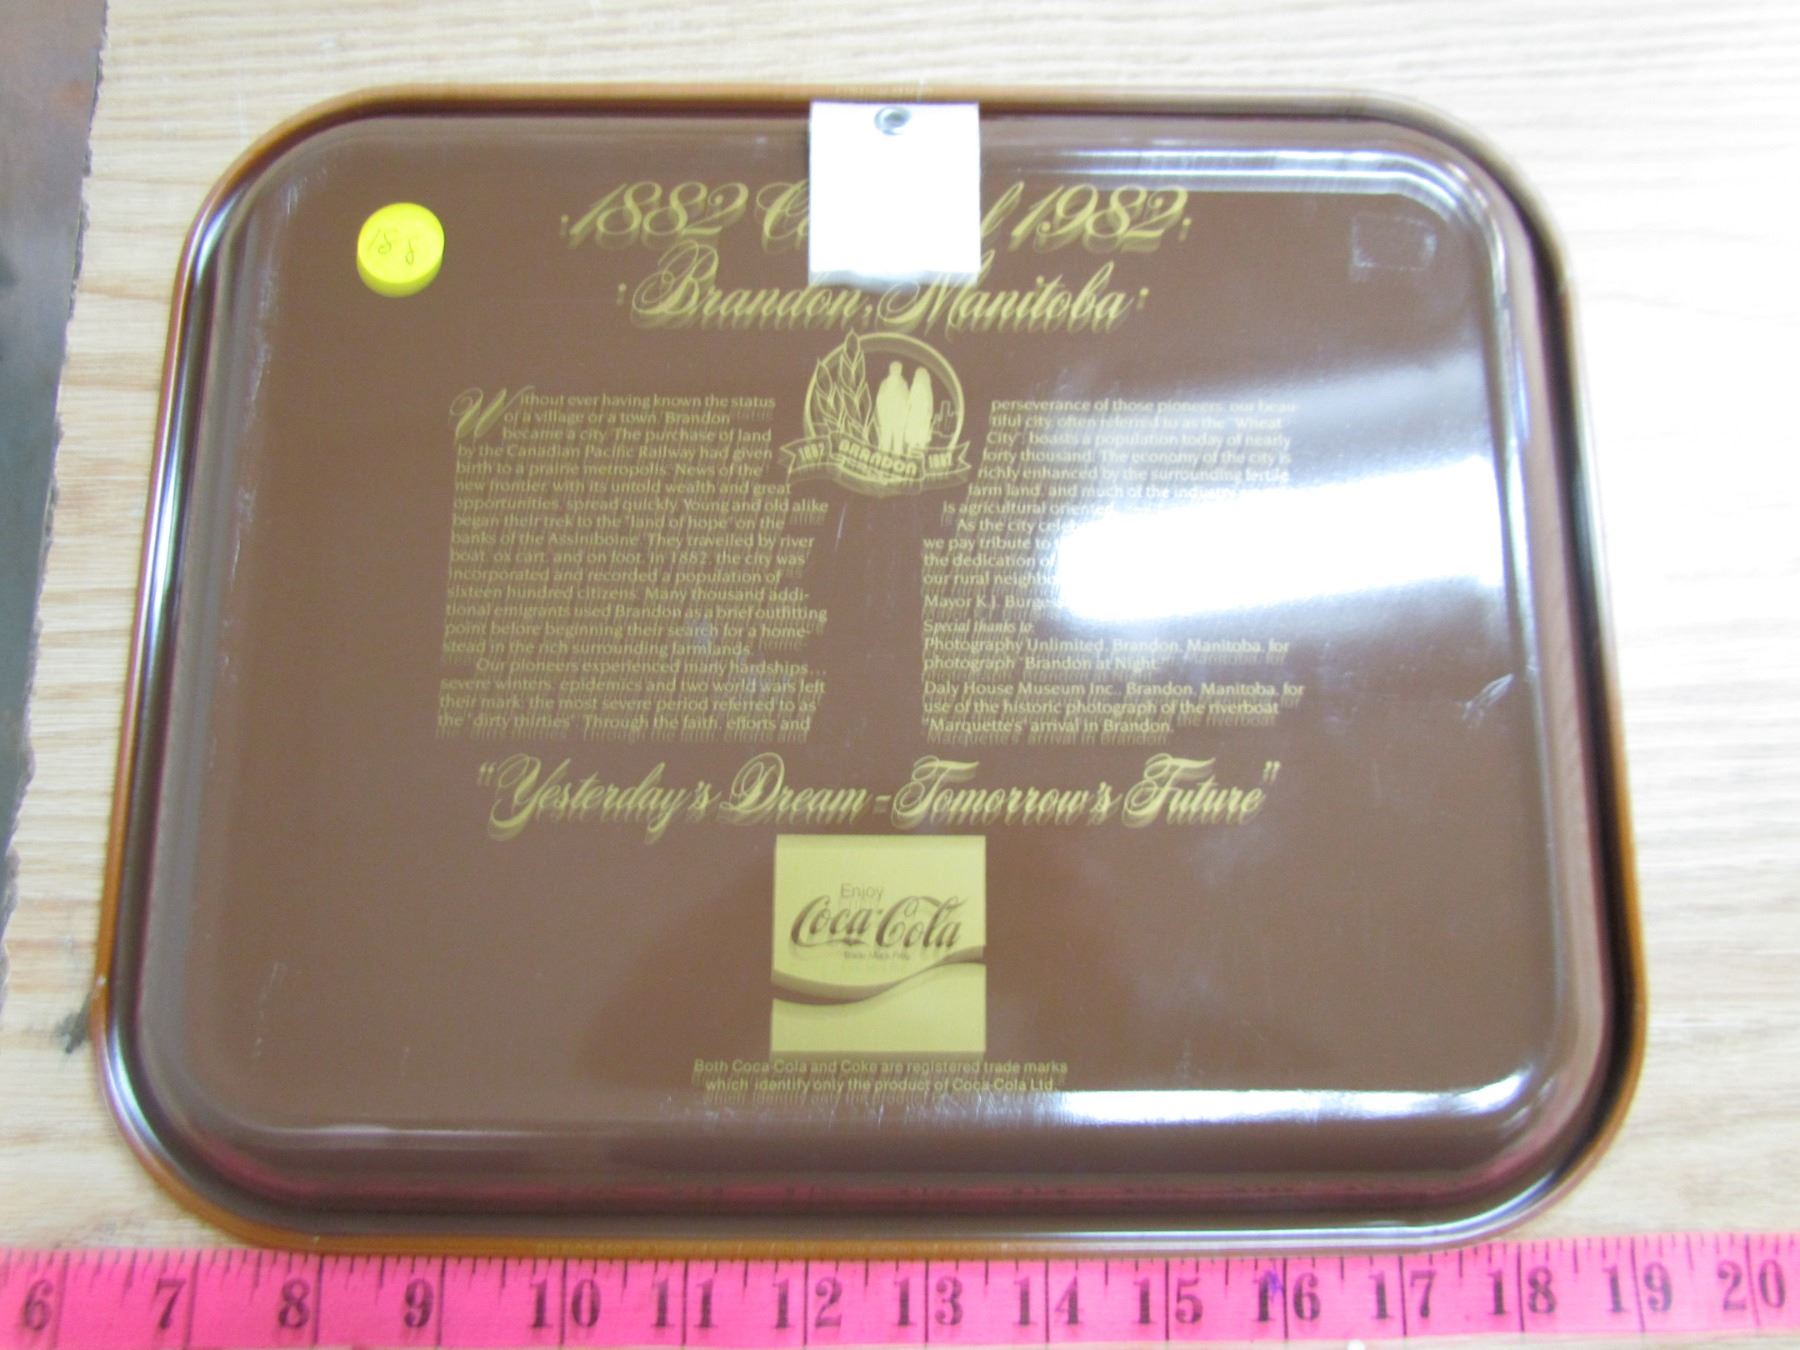 188
1882 1982
Brandon, Manitoba
1882 BRANDON 1982
Without ever having known the status
of a village or a town, Brandon
became a city. The purchase of land
by the Canadian Pacific Railway had given
birth to a prairie metropolis. News of the
new frontier with its untold wealth and great
opportunities, spread quickly. Young and old alike
began their trek to the "land of hope" on the
banks of the Assiniboine. They travelled by river
boat, ox cart, and on foot. In 1882, the city was
incorporated and recorded a population of
sixteen hundred citizens. Many thousand addi-
tional emigrants used Brandon as a brief outfitting
point before beginning their search for a home-
stead in the rich surrounding farmlands.
Our pioneers experienced many hardships...
severe winters, epidemics and two world wars left
their mark; the most severe period referred to as
the "dirty thirties". Through the faith, efforts and
perseverance of those pioneers, our beau-
tiful city, often referred to as the "Wheat
City", boasts a population today of nearly
forty thousand. The economy of the city is
richly enhanced by the surrounding fertile
farm land, and much of the industry
is agricultural oriented.
As the city
we pay tribute to
the dedication of
our rural
Mayor K.J.
Special thanks to:
Photography Unlimited, Brandon, Manitoba, for
photograph "Brandon at Night."
Daly House Museum Inc., Brandon, Manitoba, for
use of the historic photograph of the riverboat
"Marquette's" arrival in Brandon.
"Yesterday's Dream - Tomorrow's Future"
Enjoy
Coca-Cola
Trade Mark Reg.
Both Coca-Cola and Coke are registered trade marks
which identify only the product of Coca-Cola Ltd.
6 7 8 9 10 11 12 13 14 15 16 17 18 19 20